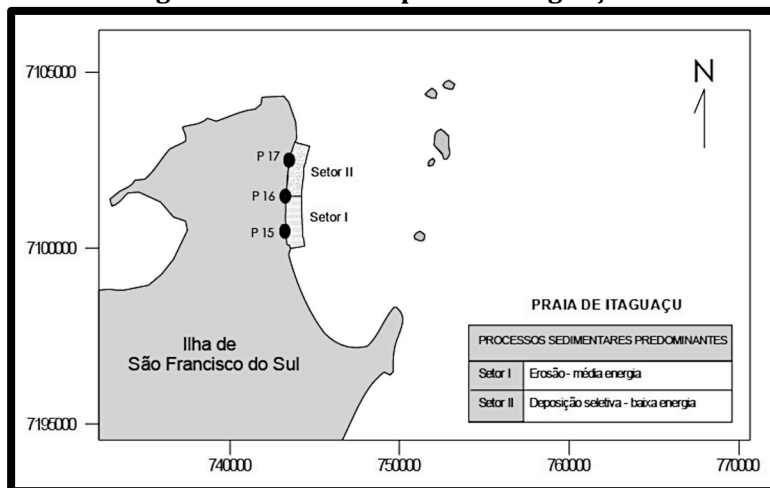 7105000
N
P 17
Setor II
P 16
Setor I
P 15
7100000
PRAIA DE ITAGUAÇU
PROCESSOS SEDIMENTARES PREDOMINANTES
Ilha de
São Francisco do Sul
Setor I Erosão - média energia
Setor II Deposição seletiva - baixa energia
7195000
740000 750000 760000 770000